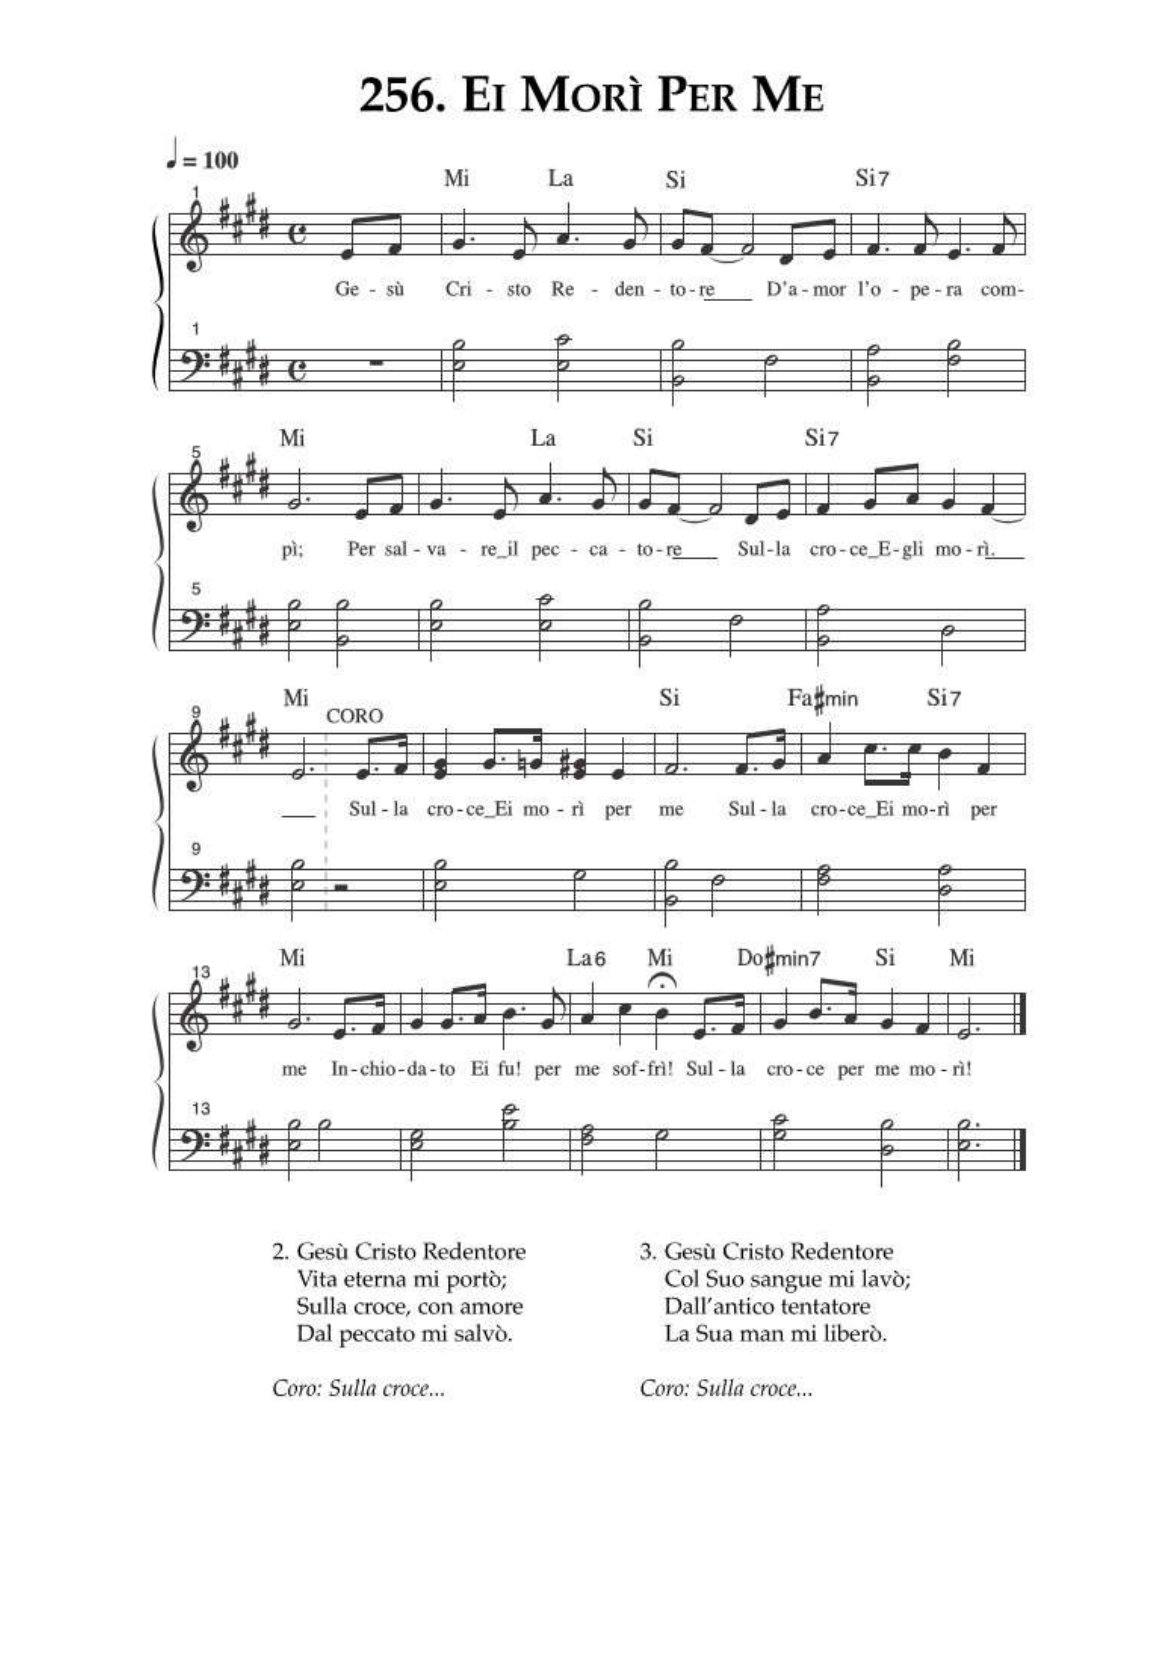 256. Ei Morì Per Me
= 100
Mi La Si Si7
1
Ge - sù Cri - sto Re - den - to - re D'a - mor l'o - pe - ra com-
1
Mi La Si Si7
5
pì; Per sal - va - re_il pec - ca - to - re Sul - la cro - ce_E - gli mo - rì.
5
Mi Si Fa#min Si7
9 CORO
Sul - la cro - ce_Ei mo - rì per me Sul - la cro - ce_Ei mo - rì per
9
Mi La6 Mi Do#min7 Si Mi
13
me In - chio - da - to Ei fu! per me sof - frì! Sul - la cro - ce per me mo - rì!
13
2. Gesù Cristo Redentore
Vita eterna mi portò;
Sulla croce, con amore
Dal peccato mi salvò.
Coro: Sulla croce...
3. Gesù Cristo Redentore
Col Suo sangue mi lavò;
Dall'antico tentatore
La Sua man mi liberò.
Coro: Sulla croce...